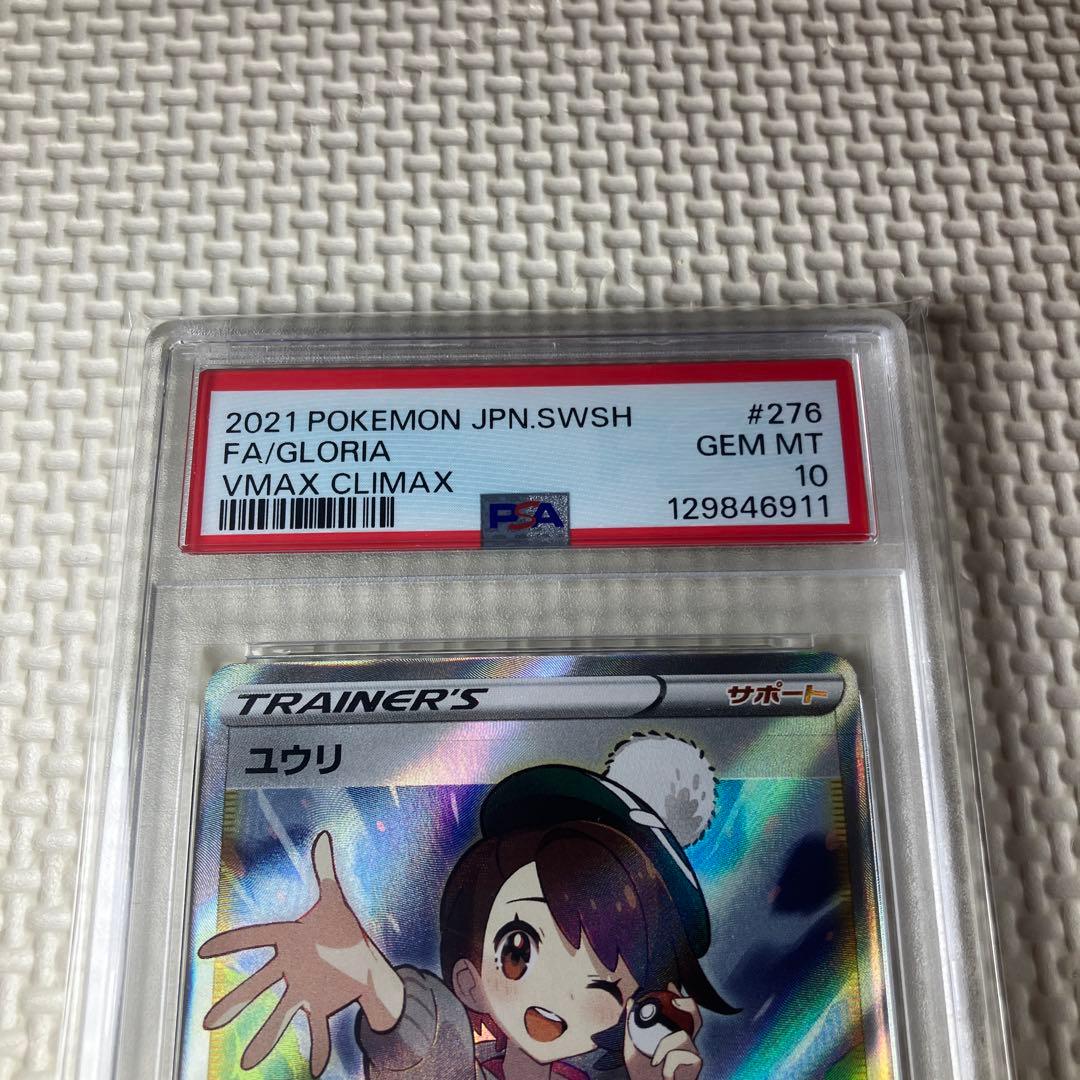 2021 POKEMON JPN.SWSH #276
FA/GLORIA GEM MT
VMAX CLIMAX 10
PSA 129846911
TRAINER'S サポート
ユウリ